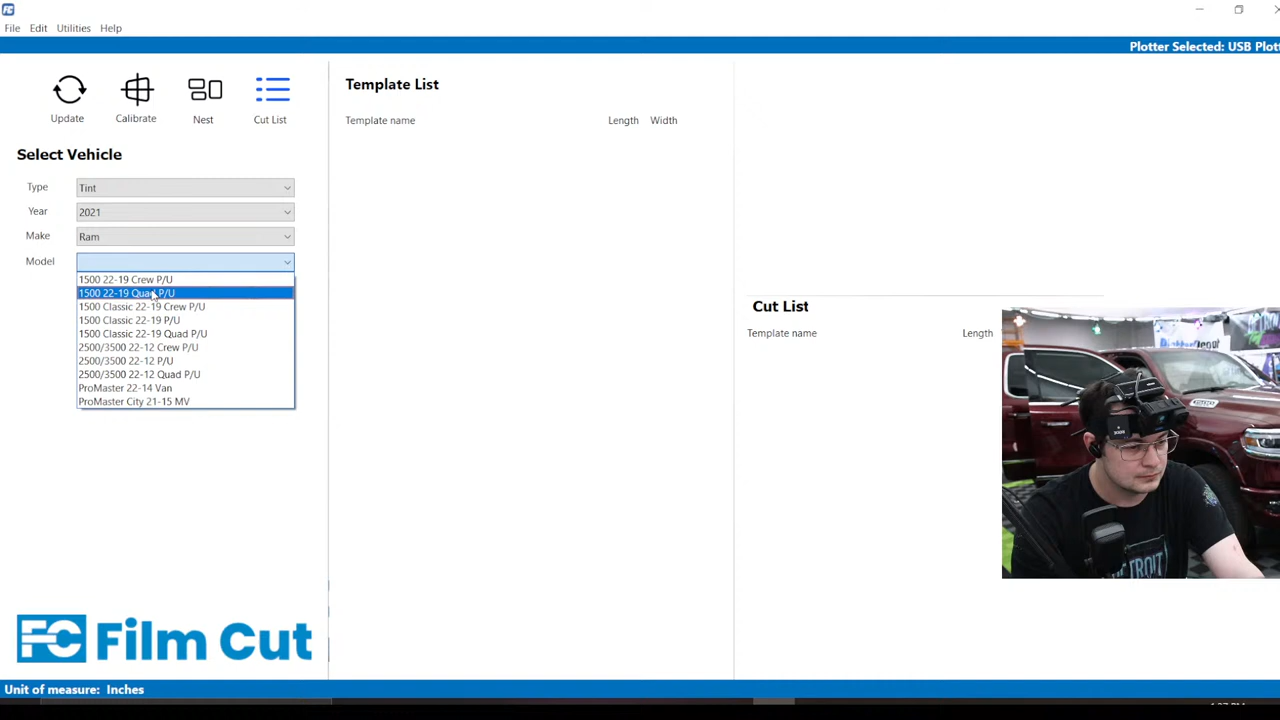 File Edit Utilities Help
Plotter Selected: USB Plott
Update Calibrate Nest Cut List
Select Vehicle
Type Tint
Year 2021
Make Ram
Model
1500 22-19 Crew P/U
1500 22-19 Quad P/U
1500 Classic 22-19 Crew P/U
1500 Classic 22-19 P/U
1500 Classic 22-19 Quad P/U
2500/3500 22-12 Crew P/U
2500/3500 22-12 P/U
2500/3500 22-12 Quad P/U
ProMaster 22-14 Van
ProMaster City 21-15 MV
Template List
Template name Length Width
Cut List
Template name Length
DETROIT
FC Film Cut
Unit of measure: Inches